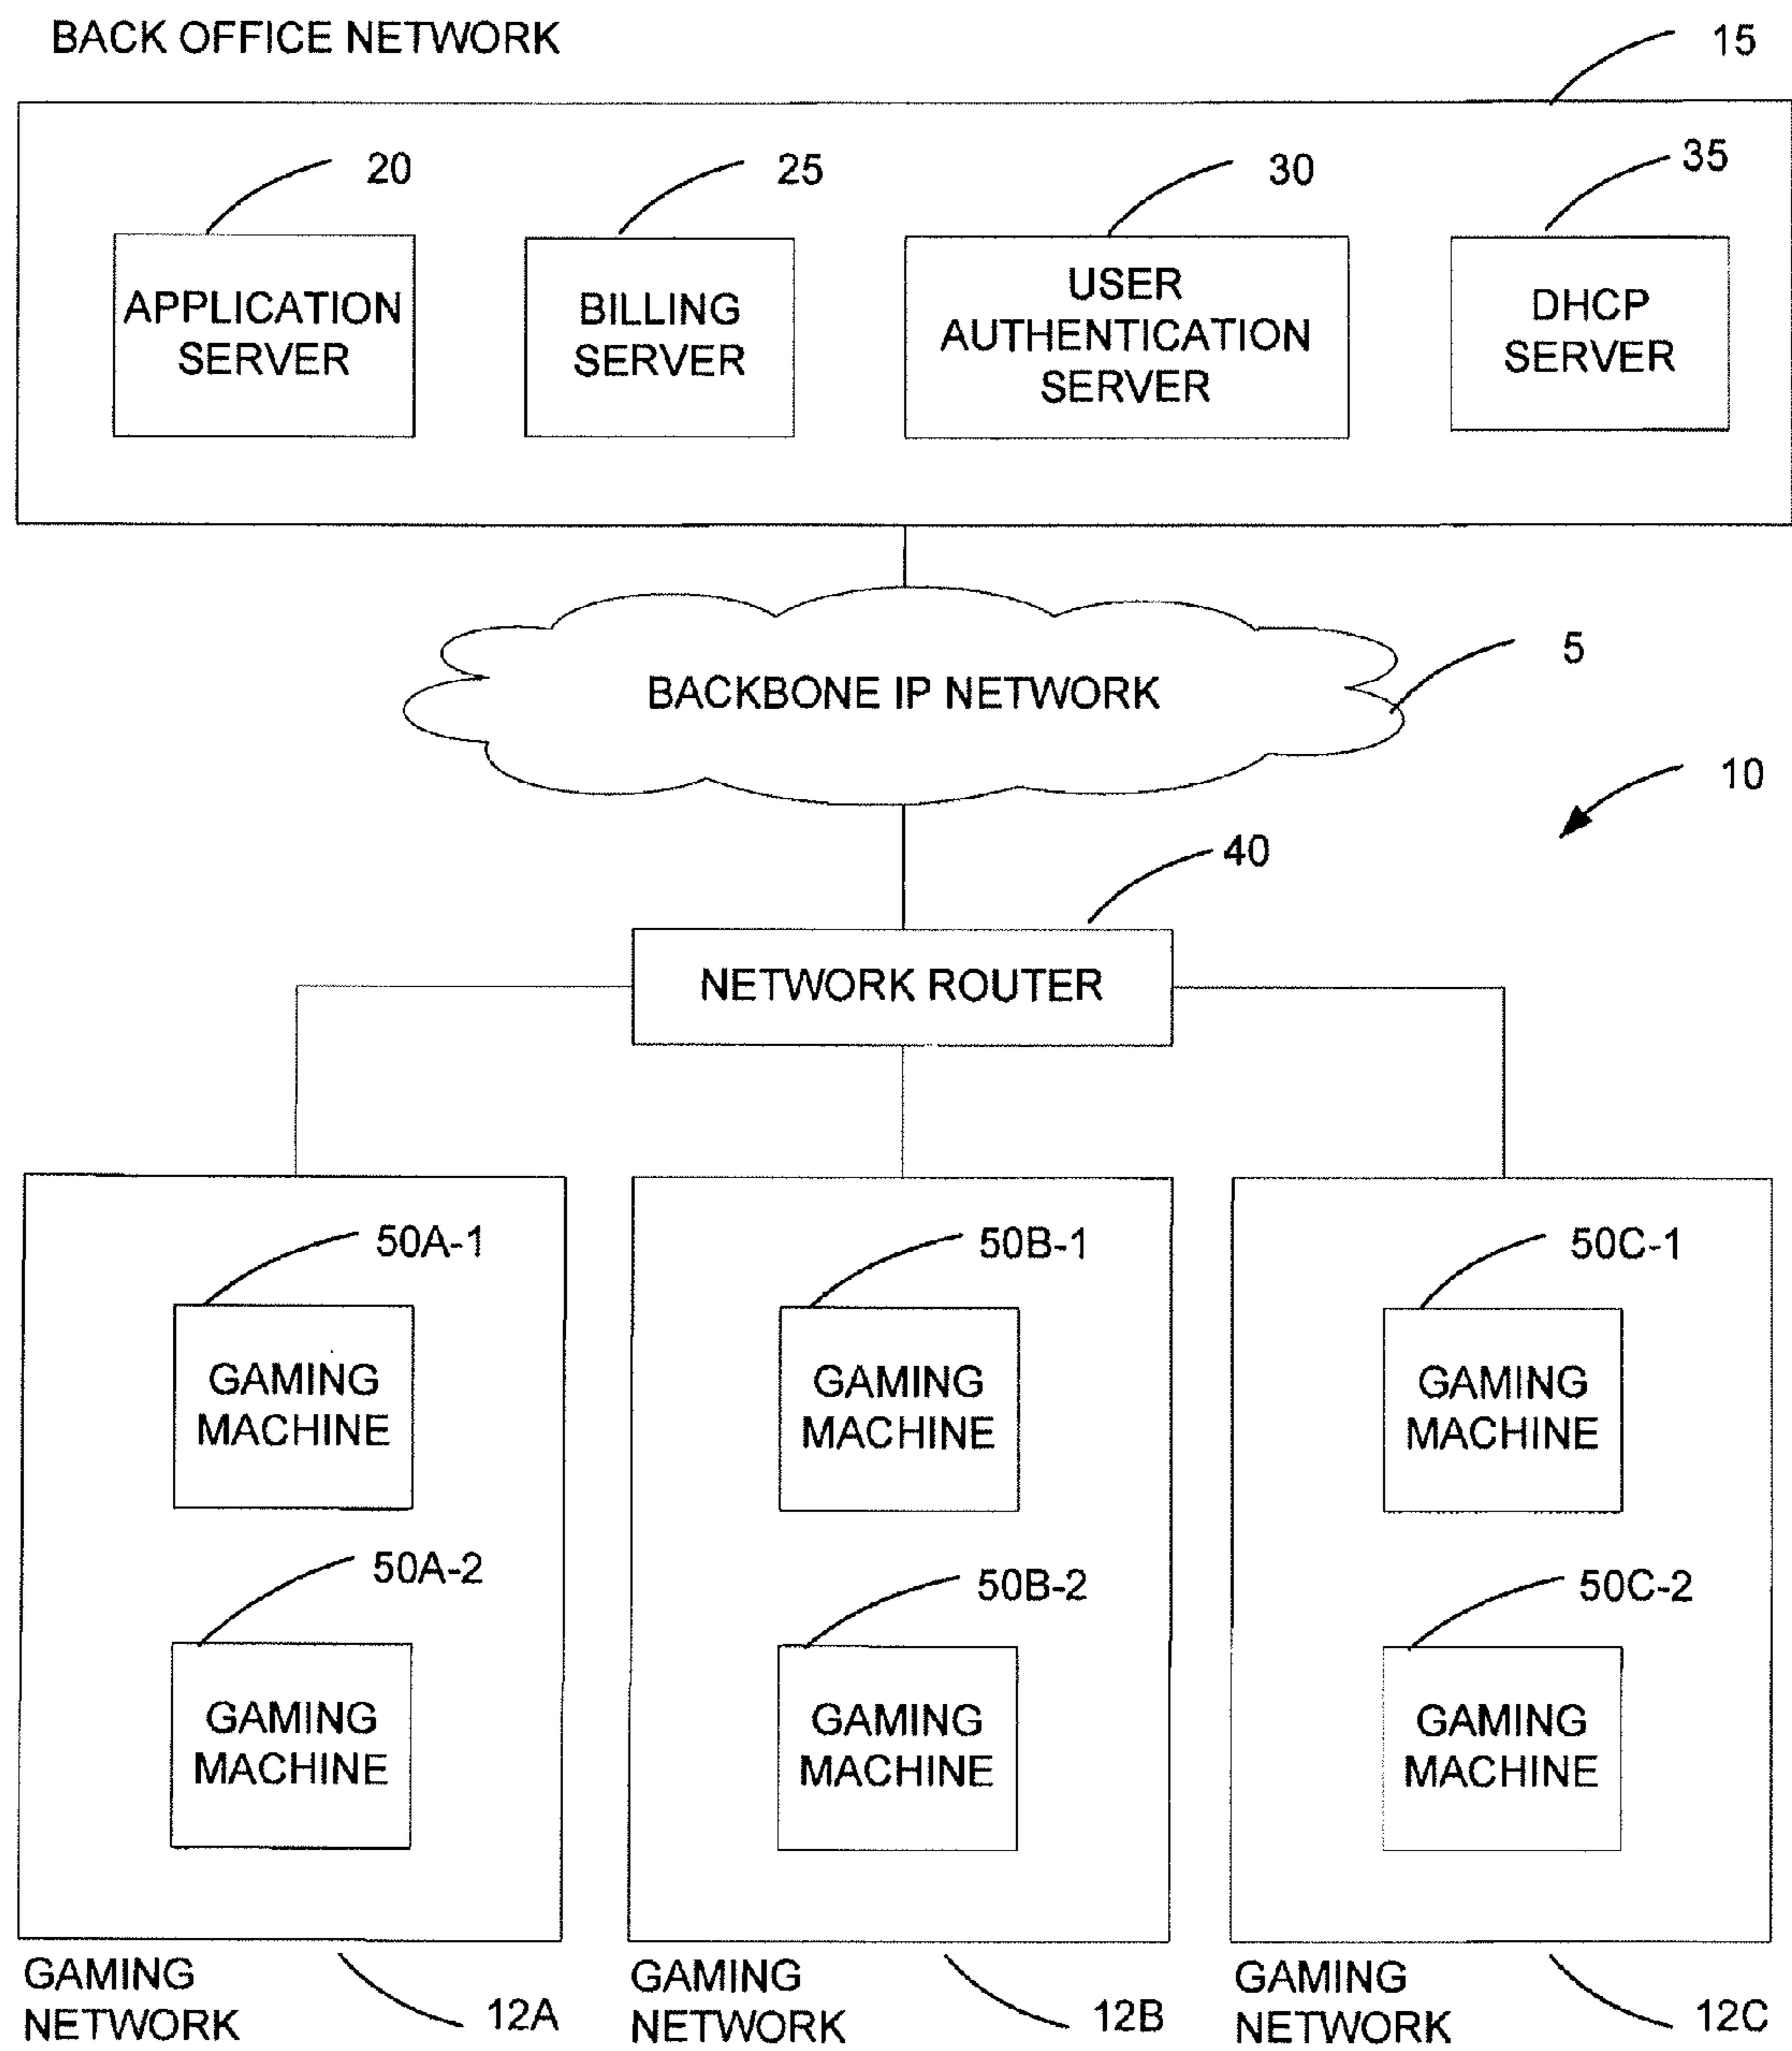 BACK OFFICE NETWORK
15
20
25
30
35
APPLICATION
SERVER
BILLING
SERVER
USER
AUTHENTICATION
SERVER
DHCP
SERVER
BACKBONE IP NETWORK
5
10
40
NETWORK ROUTER
50A-1
50B-1
50C-1
GAMING
MACHINE
GAMING
MACHINE
GAMING
MACHINE
50A-2
50B-2
50C-2
GAMING
MACHINE
GAMING
MACHINE
GAMING
MACHINE
GAMING
NETWORK
12A
GAMING
NETWORK
12B
GAMING
NETWORK
12C